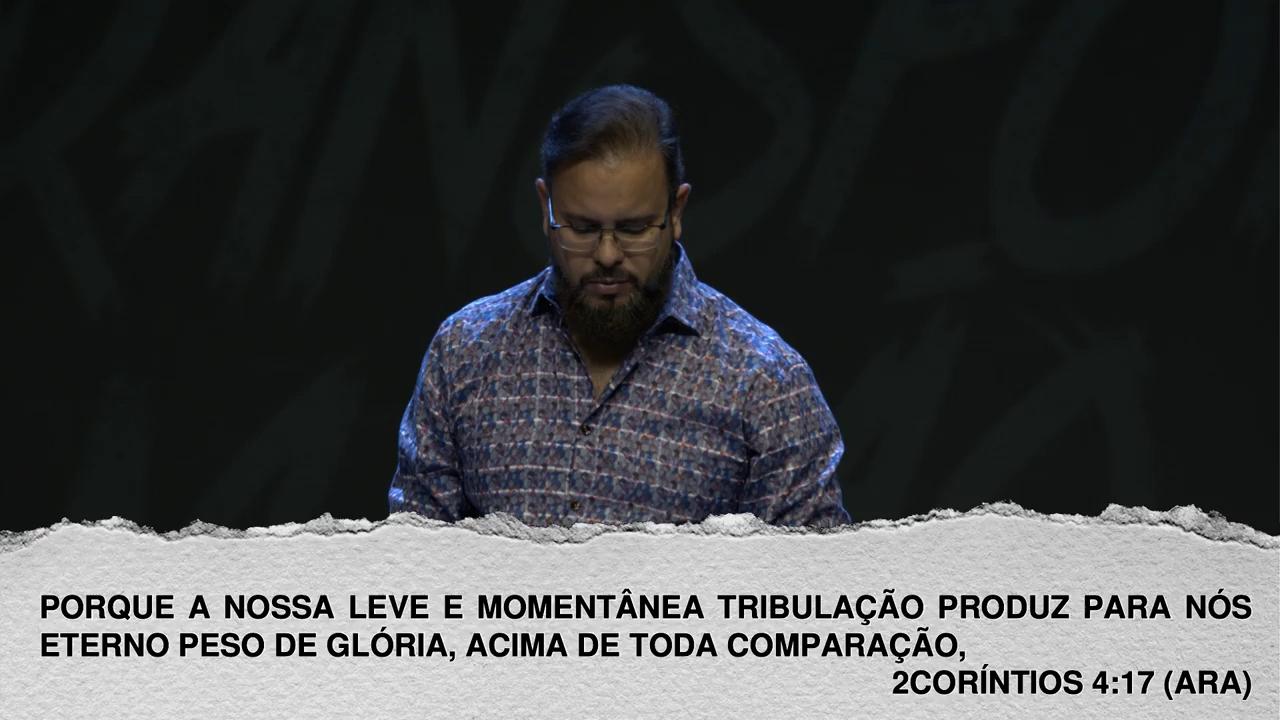 PORQUE A NOSSA LEVE E MOMENTÂNEA TRIBULAÇÃO PRODUZ PARA NÓS
ETERNO PESO DE GLÓRIA, ACIMA DE TODA COMPARAÇÃO,
2CORÍNTIOS 4:17 (ARA)